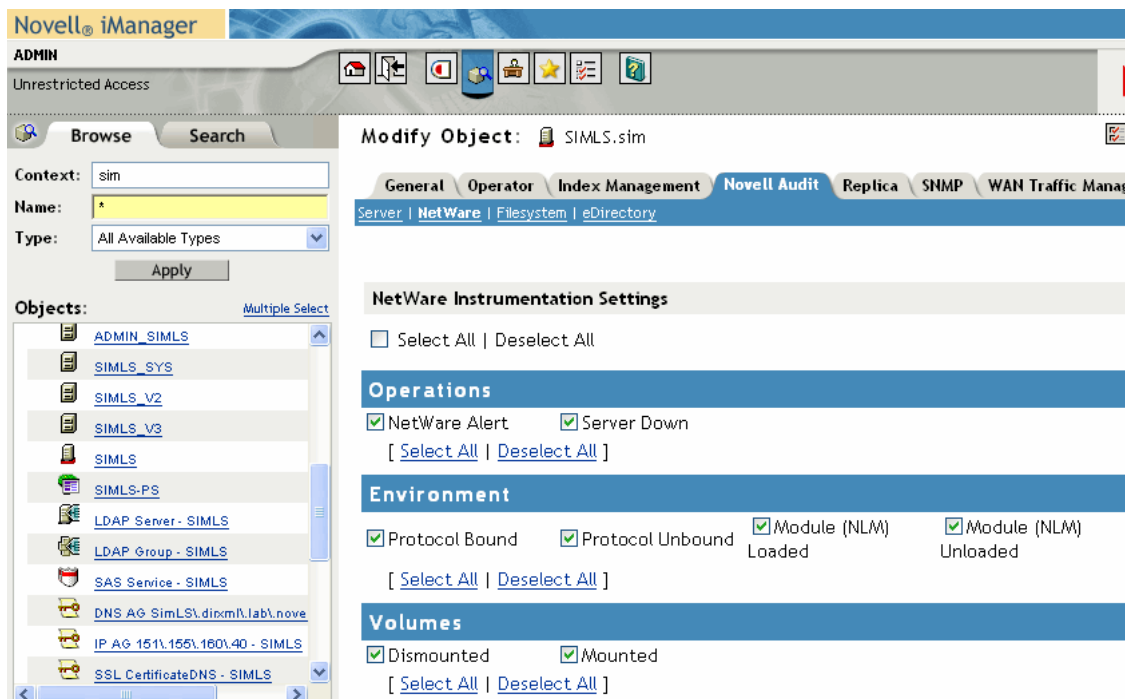 Novell® iManager
ADMIN
Unrestricted Access
Browse Search
Context: sim
Name: *
Type: All Available Types
Apply
Objects: Multiple Select
ADMIN_SIMLS
SIMLS_SYS
SIMLS_V2
SIMLS_V3
SIMLS
SIMLS-PS
LDAP Server - SIMLS
LDAP Group - SIMLS
SAS Service - SIMLS
DNS AG SimLS\.dirxml\.lab\.nove
IP AG 151\.155\.160\.40 - SIMLS
SSL CertificateDNS - SIMLS
Modify Object: SIMLS.sim
General Operator Index Management Novell Audit Replica SNMP WAN Traffic Manag
Server | NetWare | Filesystem | eDirectory
NetWare Instrumentation Settings
Select All | Deselect All
Operations
NetWare Alert Server Down
[ Select All | Deselect All ]
Environment
Protocol Bound Protocol Unbound Module (NLM) Loaded Module (NLM) Unloaded
[ Select All | Deselect All ]
Volumes
Dismounted Mounted
[ Select All | Deselect All ]